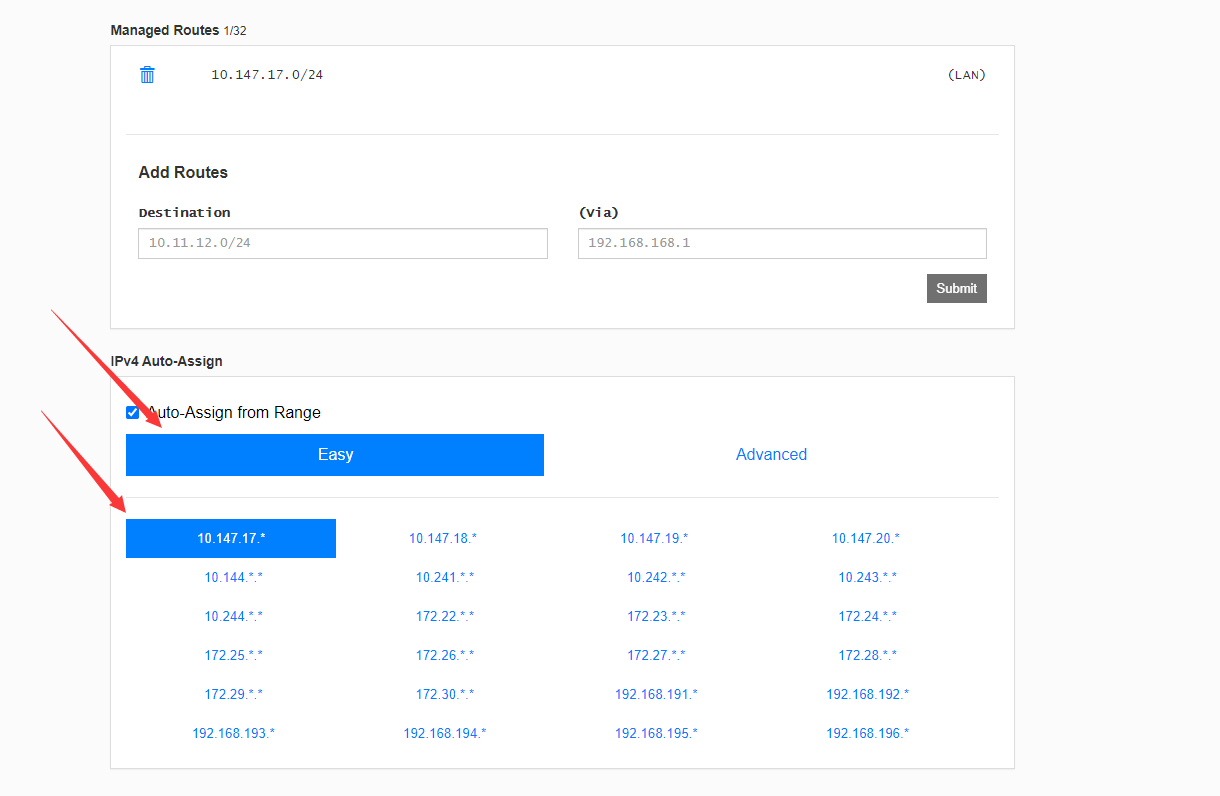 Managed Routes 1/32
10.147.17.0/24 (LAN)
Add Routes
Destination (Via)
10.11.12.0/24 192.168.168.1
Submit
IPv4 Auto-Assign
Auto-Assign from Range
Easy Advanced
10.147.17.* 10.147.18.* 10.147.19.* 10.147.20.*
10.144.*.* 10.241.*.* 10.242.*.* 10.243.*.*
10.244.*.* 172.22.*.* 172.23.*.* 172.24.*.*
172.25.*.* 172.26.*.* 172.27.*.* 172.28.*.*
172.29.*.* 172.30.*.* 192.168.191.* 192.168.192.*
192.168.193.* 192.168.194.* 192.168.195.* 192.168.196.*